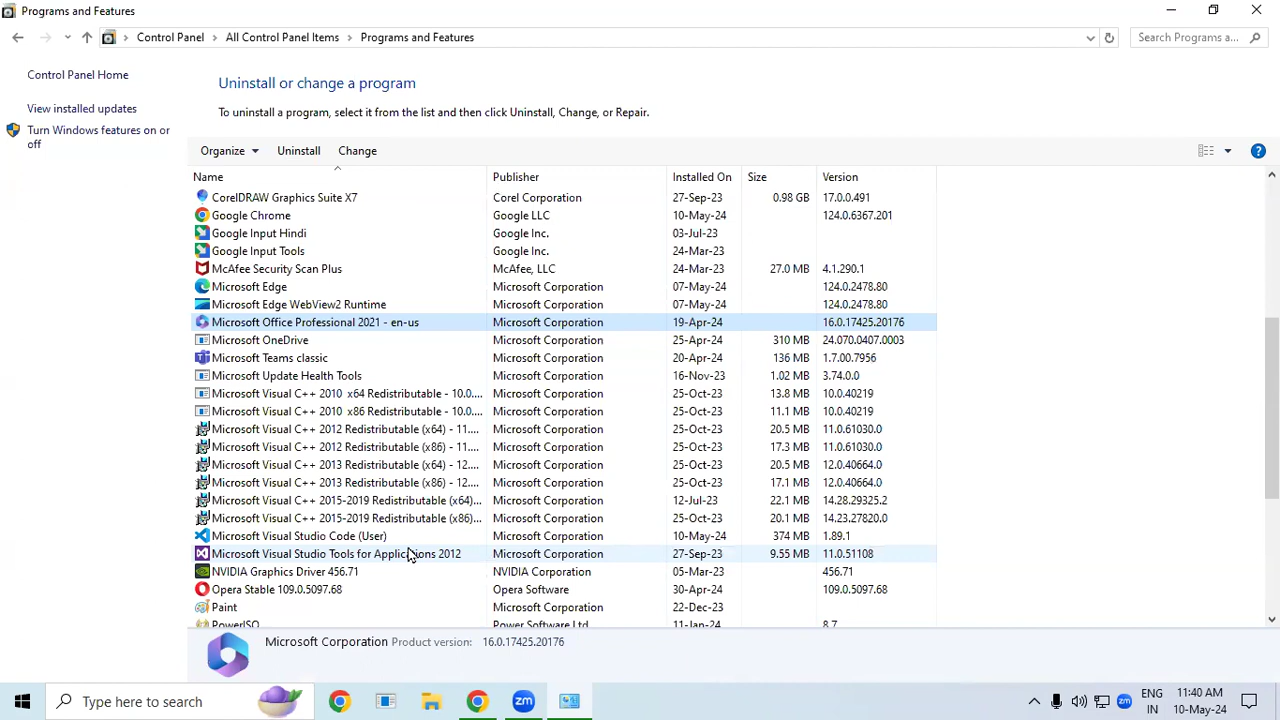 Programs and Features
Control Panel > All Control Panel Items > Programs and Features
Search Programs a...
Control Panel Home
View installed updates
Turn Windows features on or
off
Uninstall or change a program
To uninstall a program, select it from the list and then click Uninstall, Change, or Repair.
Organize Uninstall Change
Name Publisher Installed On Size Version
CorelDRAW Graphics Suite X7 Corel Corporation 27-Sep-23 0.98 GB 17.0.0.491
Google Chrome Google LLC 10-May-24 124.0.6367.201
Google Input Hindi Google Inc. 03-Jul-23
Google Input Tools Google Inc. 24-Mar-23
McAfee Security Scan Plus McAfee, LLC 24-Mar-23 27.0 MB 4.1.290.1
Microsoft Edge Microsoft Corporation 07-May-24 124.0.2478.80
Microsoft Edge WebView2 Runtime Microsoft Corporation 07-May-24 124.0.2478.80
Microsoft Office Professional 2021 - en-us Microsoft Corporation 19-Apr-24 16.0.17425.20176
Microsoft OneDrive Microsoft Corporation 25-Apr-24 310 MB 24.070.0407.0003
Microsoft Teams classic Microsoft Corporation 20-Apr-24 136 MB 1.7.00.7956
Microsoft Update Health Tools Microsoft Corporation 16-Nov-23 1.02 MB 3.74.0.0
Microsoft Visual C++ 2010 x64 Redistributable - 10.0.... Microsoft Corporation 25-Oct-23 13.8 MB 10.0.40219
Microsoft Visual C++ 2010 x86 Redistributable - 10.0.... Microsoft Corporation 25-Oct-23 11.1 MB 10.0.40219
Microsoft Visual C++ 2012 Redistributable (x64) - 11.... Microsoft Corporation 25-Oct-23 20.5 MB 11.0.61030.0
Microsoft Visual C++ 2012 Redistributable (x86) - 11.... Microsoft Corporation 25-Oct-23 17.3 MB 11.0.61030.0
Microsoft Visual C++ 2013 Redistributable (x64) - 12.... Microsoft Corporation 25-Oct-23 20.5 MB 12.0.40664.0
Microsoft Visual C++ 2013 Redistributable (x86) - 12.... Microsoft Corporation 25-Oct-23 17.1 MB 12.0.40664.0
Microsoft Visual C++ 2015-2019 Redistributable (x64)... Microsoft Corporation 12-Jul-23 22.1 MB 14.28.29325.2
Microsoft Visual C++ 2015-2019 Redistributable (x86)... Microsoft Corporation 25-Oct-23 20.1 MB 14.23.27820.0
Microsoft Visual Studio Code (User) Microsoft Corporation 10-May-24 374 MB 1.89.1
Microsoft Visual Studio Tools for Applications 2012 Microsoft Corporation 27-Sep-23 9.55 MB 11.0.51108
NVIDIA Graphics Driver 456.71 NVIDIA Corporation 05-Mar-23 456.71
Opera Stable 109.0.5097.68 Opera Software 30-Apr-24 109.0.5097.68
Paint Microsoft Corporation 22-Dec-23
PowerISO Power Software Ltd 11-Jan-24 8.7
Microsoft Corporation Product version: 16.0.17425.20176
Type here to search
zm
zm
ENG
IN
11:40 AM
10-May-24